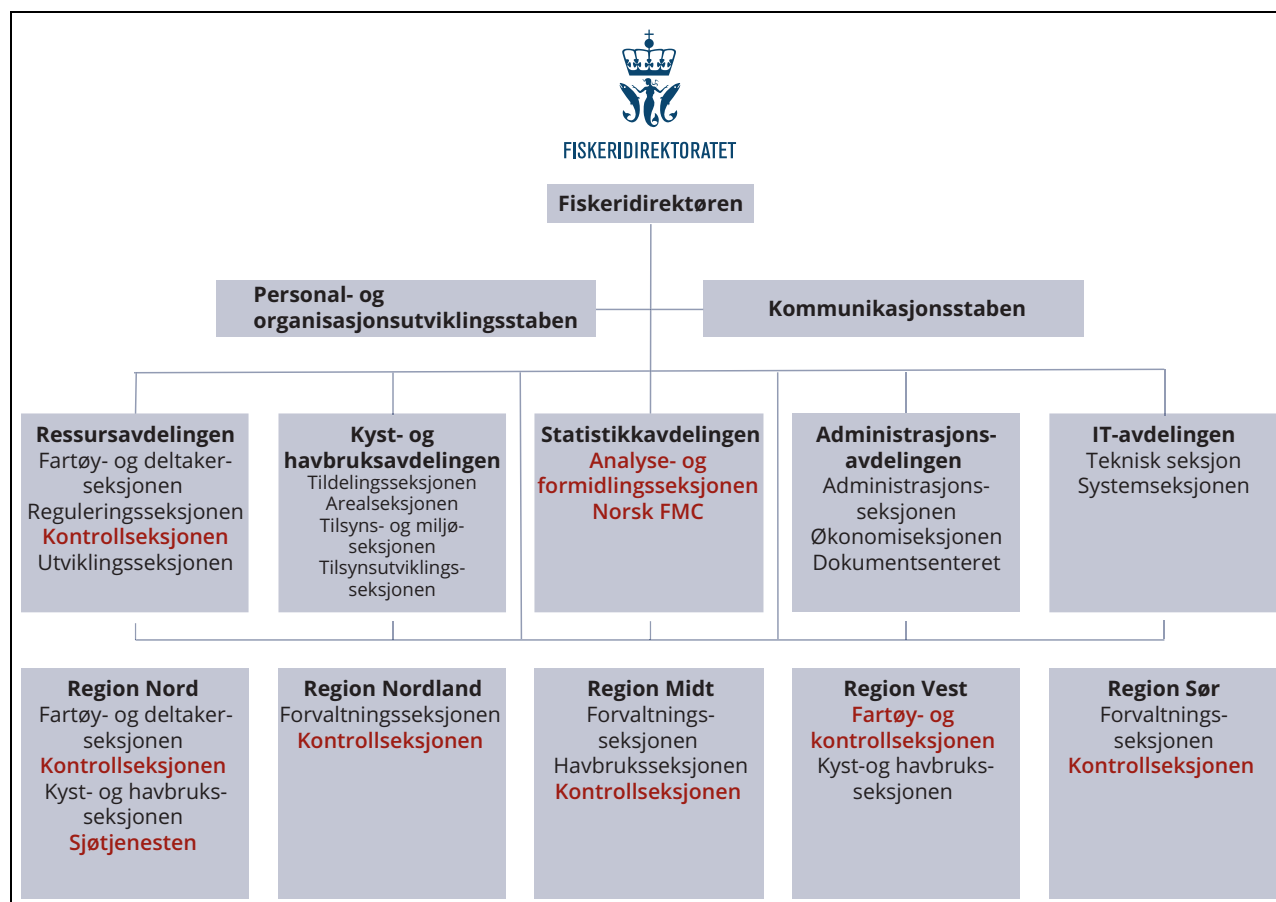 FISKERIDIREKTORATET
Fiskeridirektøren
Personal- og
organisasjonsutviklingsstaben
Kommunikasjonsstaben
Ressursavdelingen
Fartøy- og deltaker-
seksjonen
Reguleringsseksjonen
Kontrollseksjonen
Utviklingsseksjonen
Kyst- og
havbruksavdelingen
Tildelingsseksjonen
Arealseksjonen
Tilsyns- og miljø-
seksjonen
Tilsynsutviklings-
seksjonen
Statistikkavdelingen
Analyse- og
formidlingsseksjonen
Norsk FMC
Administrasjons-
avdelingen
Administrasjons-
seksjonen
Økonomiseksjonen
Dokumentsenteret
IT-avdelingen
Teknisk seksjon
Systemseksjonen
Region Nord
Fartøy- og deltaker-
seksjonen
Kontrollseksjonen
Kyst- og havbruks-
seksjonen
Sjøtjenesten
Region Nordland
Forvaltningsseksjonen
Kontrollseksjonen
Region Midt
Forvaltnings-
seksjonen
Havbruksseksjonen
Kontrollseksjonen
Region Vest
Fartøy- og
kontrollseksjonen
Kyst-og havbruks-
seksjonen
Region Sør
Forvaltnings-
seksjonen
Kontrollseksjonen